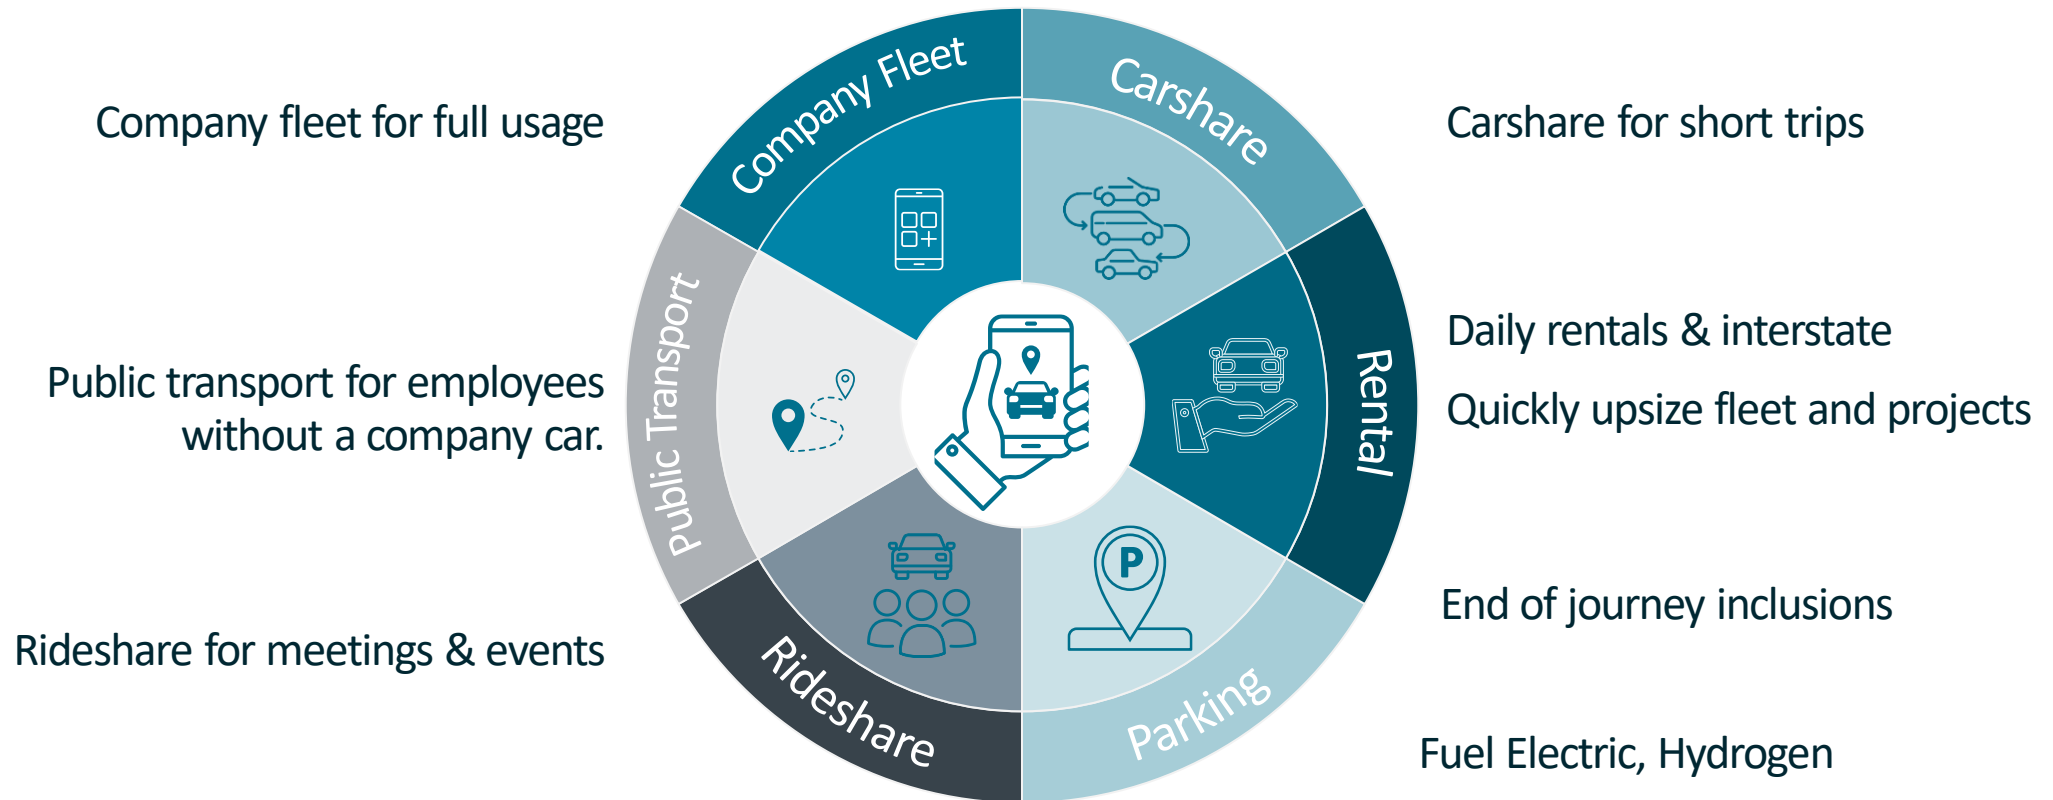 Company Fleet
Carshare
Company fleet for full usage
Carshare for short trips
Public Transport
Rental
Daily rentals & interstate
Public transport for employees
without a company car.
Quickly upsize fleet and projects
P
End of journey inclusions
Rideshare for meetings & events
Rideshare
Parking
Fuel Electric, Hydrogen